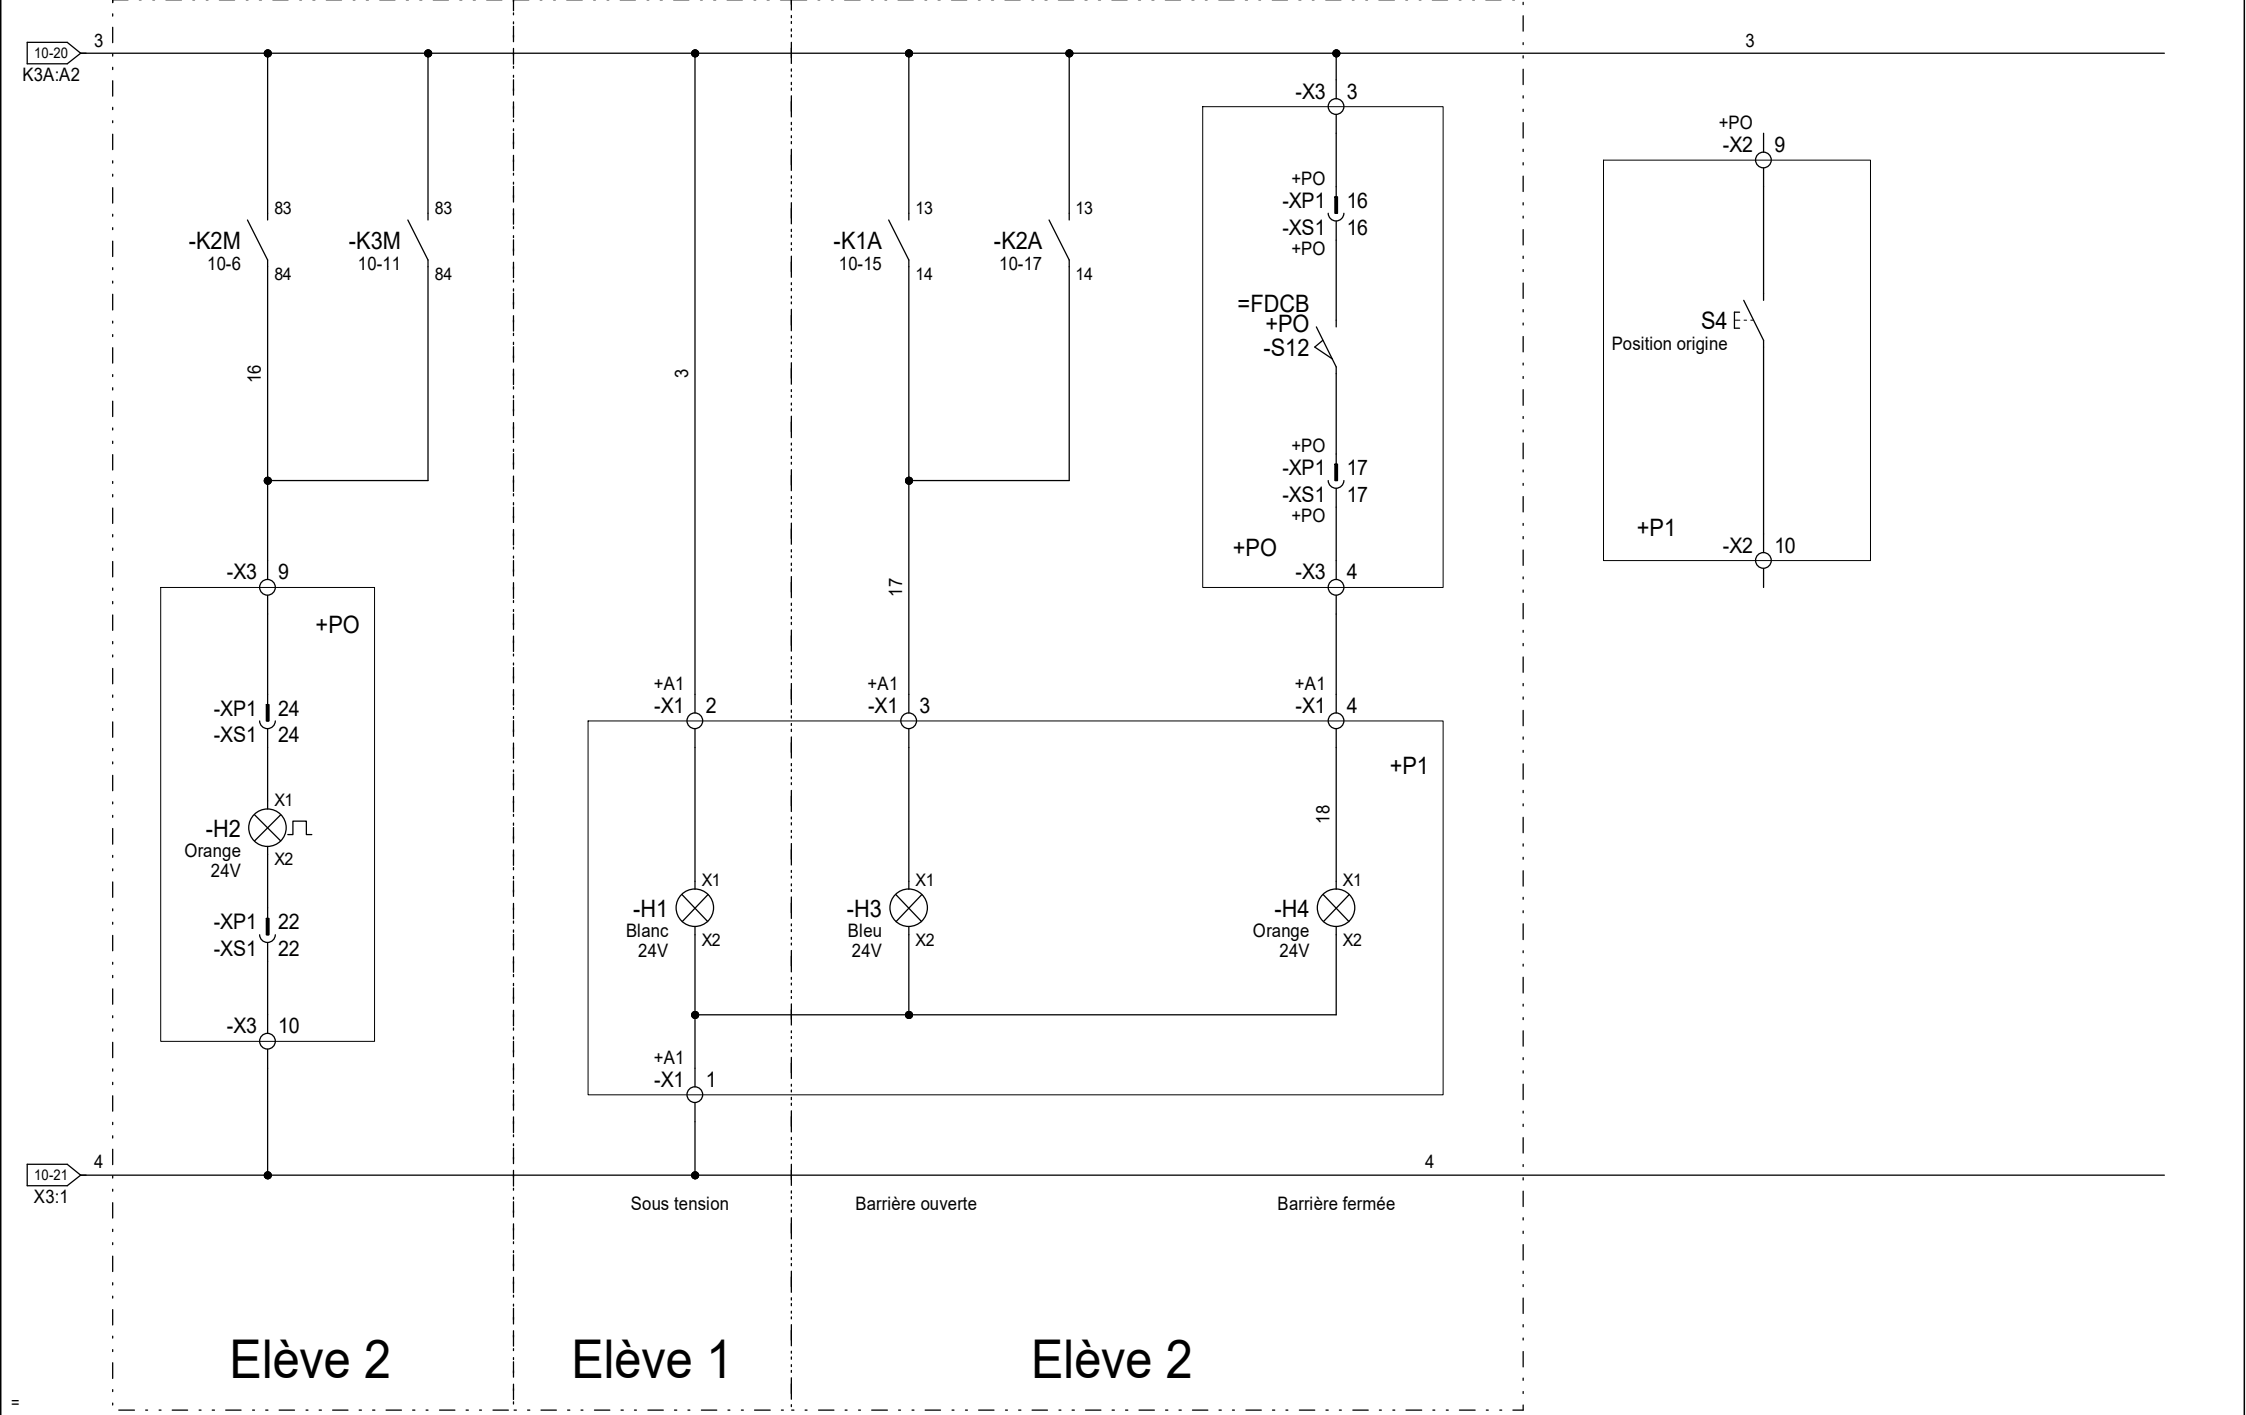 10-20
3
K3A:A2
3
-X3 3
+PO
-X2 9
+PO
-XP1 16
-XS1 16
+PO
83
-K2M
10-6
84
83
-K3M
10-11
84
13
-K1A
10-15
14
13
-K2A
10-17
14
=FDCB
+PO
-S12
S4
Position origine
16
3
+PO
-XP1 17
-XS1 17
+PO
+PO
-X3 4
+P1
-X2 10
-X3 9
17
+PO
+A1
-X1 2
+A1
-X1 3
+A1
-X1 4
-XP1 24
-XS1 24
+P1
X1
-H2
Orange
24V
X2
18
-XP1 22
-XS1 22
X1
-H1
Blanc
24V
X2
X1
-H3
Bleu
24V
X2
X1
-H4
Orange
24V
X2
-X3 10
+A1
-X1 1
10-21
4
X3:1
4
Sous tension
Barrière ouverte
Barrière fermée
Elève 2
Elève 1
Elève 2
=